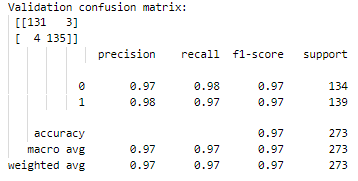 Validation confusion matrix:
[[131   3]
[  4 135]]
              precision    recall  f1-score   support
           0       0.97      0.98      0.97       134
           1       0.98      0.97      0.97       139
    accuracy                           0.97       273
   macro avg       0.97      0.97      0.97       273
weighted avg       0.97      0.97      0.97       273